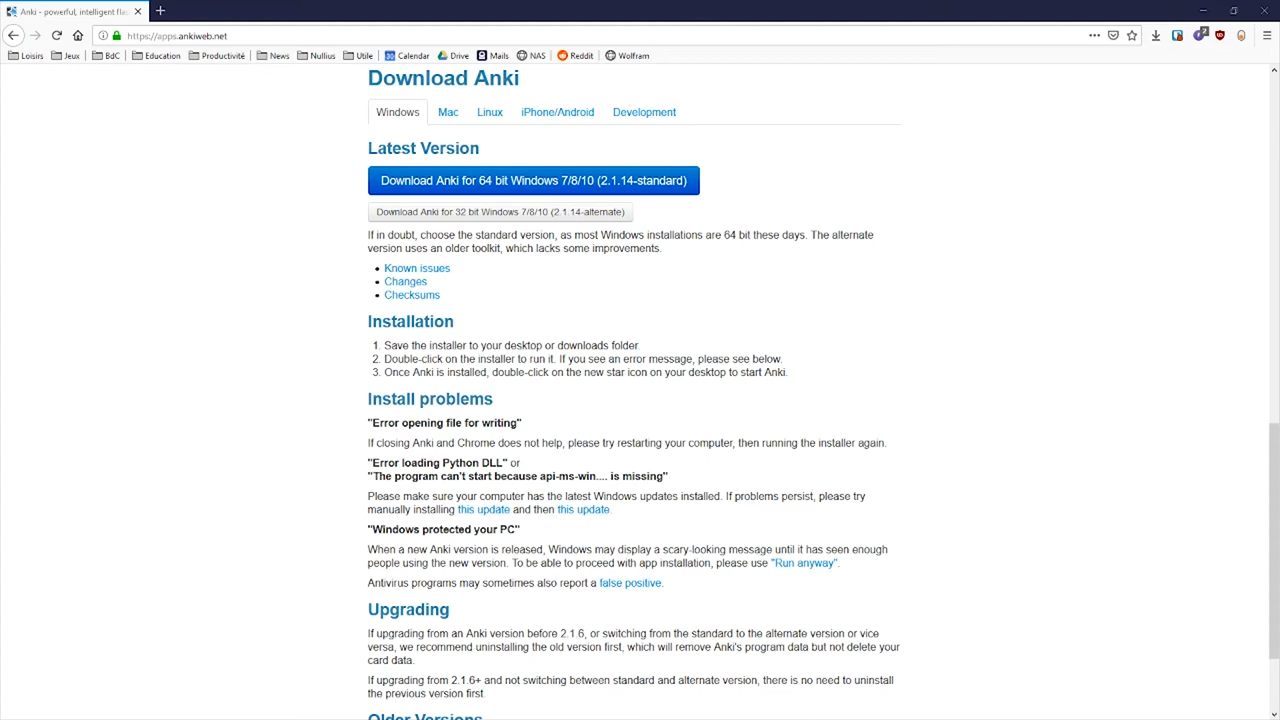 Anki - powerful, intelligent fla
https://apps.ankiweb.net
2
Loisirs Jeux BdC Education Productivité News Nullius Utile 30 Calendar Drive Mails NAS Reddit Wolfram
Download Anki
Windows Mac Linux iPhone/Android Development
Latest Version
Download Anki for 64 bit Windows 7/8/10 (2.1.14-standard)
Download Anki for 32 bit Windows 7/8/10 (2.1.14-alternate)
If in doubt, choose the standard version, as most Windows installations are 64 bit these days. The alternate
version uses an older toolkit, which lacks some improvements.
• Known issues
• Changes
• Checksums
Installation
1. Save the installer to your desktop or downloads folder.
2. Double-click on the installer to run it. If you see an error message, please see below.
3. Once Anki is installed, double-click on the new star icon on your desktop to start Anki.
Install problems
"Error opening file for writing"
If closing Anki and Chrome does not help, please try restarting your computer, then running the installer again.
"Error loading Python DLL" or
"The program can't start because api-ms-win.... is missing"
Please make sure your computer has the latest Windows updates installed. If problems persist, please try
manually installing this update and then this update.
"Windows protected your PC"
When a new Anki version is released, Windows may display a scary-looking message until it has seen enough
people using the new version. To be able to proceed with app installation, please use "Run anyway".
Antivirus programs may sometimes also report a false positive.
Upgrading
If upgrading from an Anki version before 2.1.6, or switching from the standard to the alternate version or vice
versa, we recommend uninstalling the old version first, which will remove Anki's program data but not delete your
card data.
If upgrading from 2.1.6+ and not switching between standard and alternate version, there is no need to uninstall
the previous version first.
Older Versions